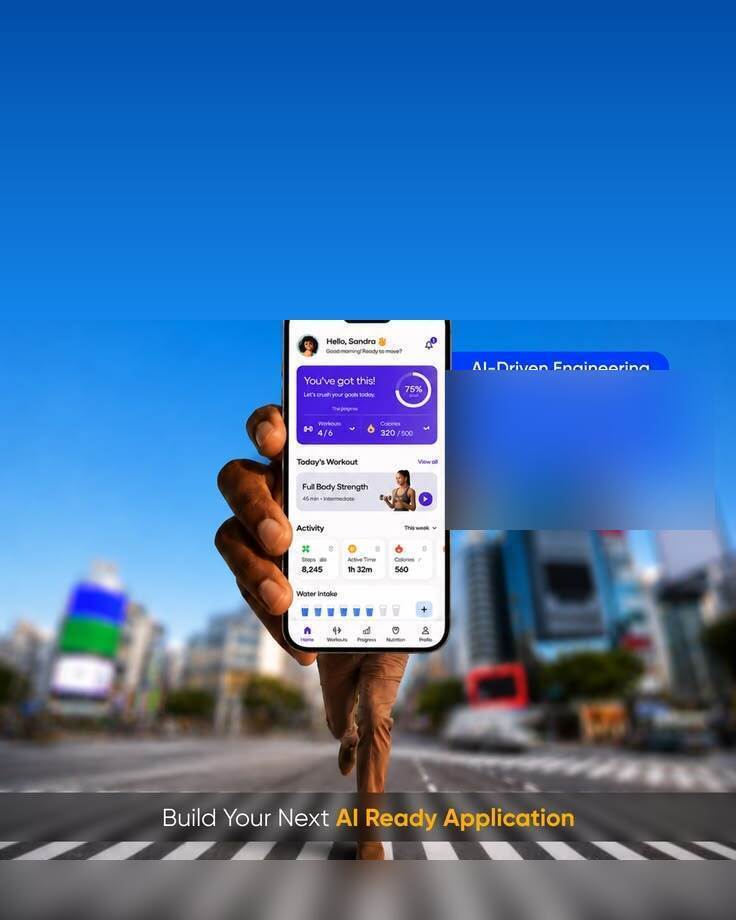 Hello, Sandra 👋
Good morning! Ready to move?
1
AI-Driven Engineering
You've got this!
Let's crush your goals today.
75%
The progress
Workouts
4 / 6
Calories
320 / 500
Today's Workout
View all
Full Body Strength
45 min • Intermediate
Activity
This week
Steps
8,245
Active Time
1h 32m
Calories
560
Water Intake
+
Home
Workouts
Progress
Nutrition
Profile
Build Your Next AI Ready Application